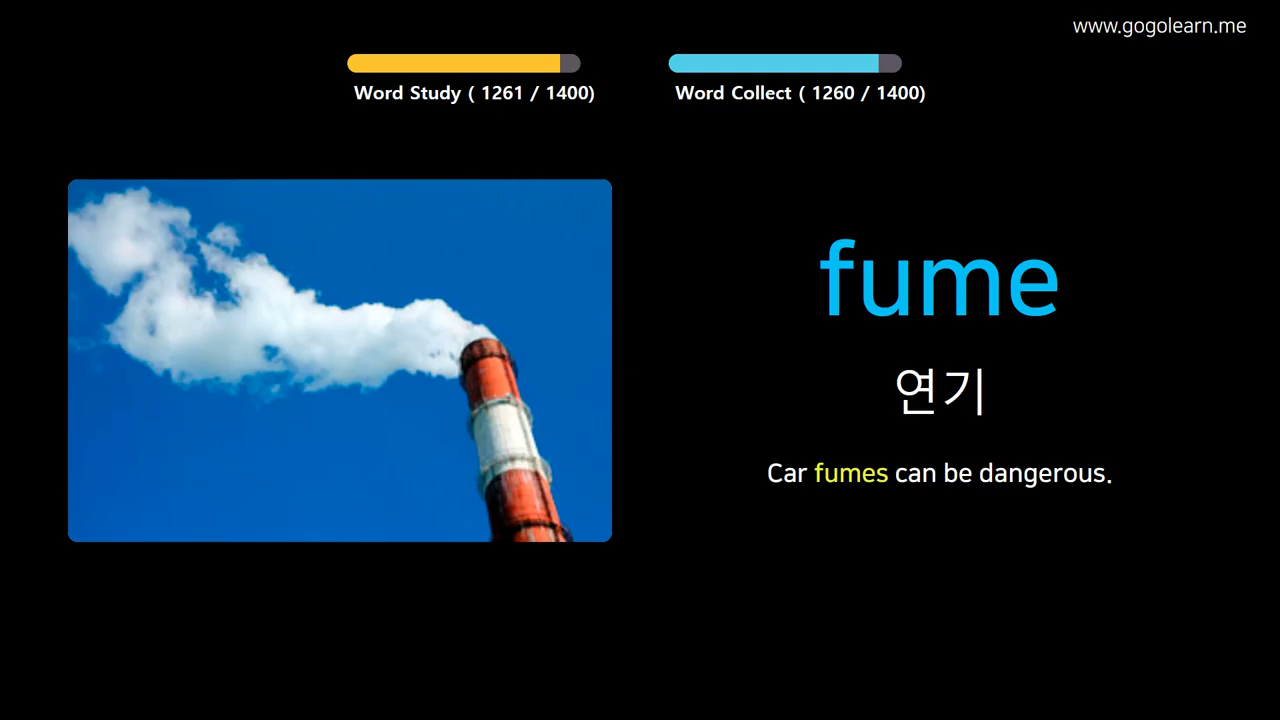 www.gogolearn.me
Word Study ( 1261 / 1400)
Word Collect ( 1260 / 1400)
fume
연기
Car fumes can be dangerous.